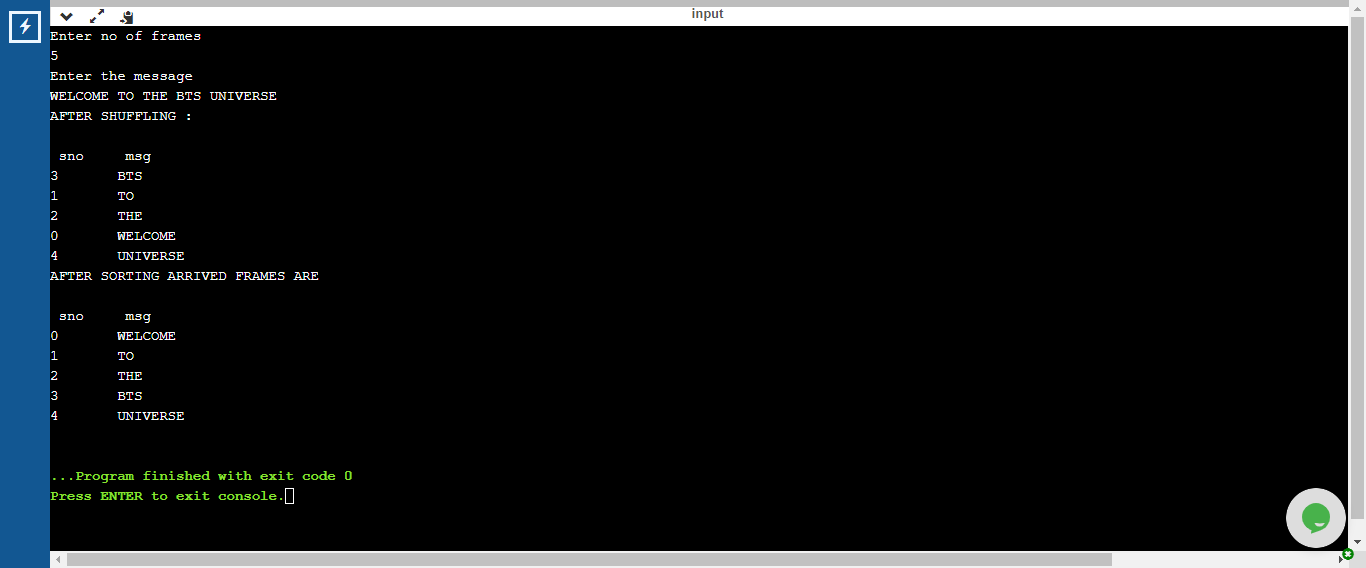 input
Enter no of frames
5
Enter the message
WELCOME TO THE BTS UNIVERSE
AFTER SHUFFLING :
sno msg
3 BTS
1 TO
2 THE
0 WELCOME
4 UNIVERSE
AFTER SORTING ARRIVED FRAMES ARE
sno msg
0 WELCOME
1 TO
2 THE
3 BTS
4 UNIVERSE
...Program finished with exit code 0
Press ENTER to exit console.